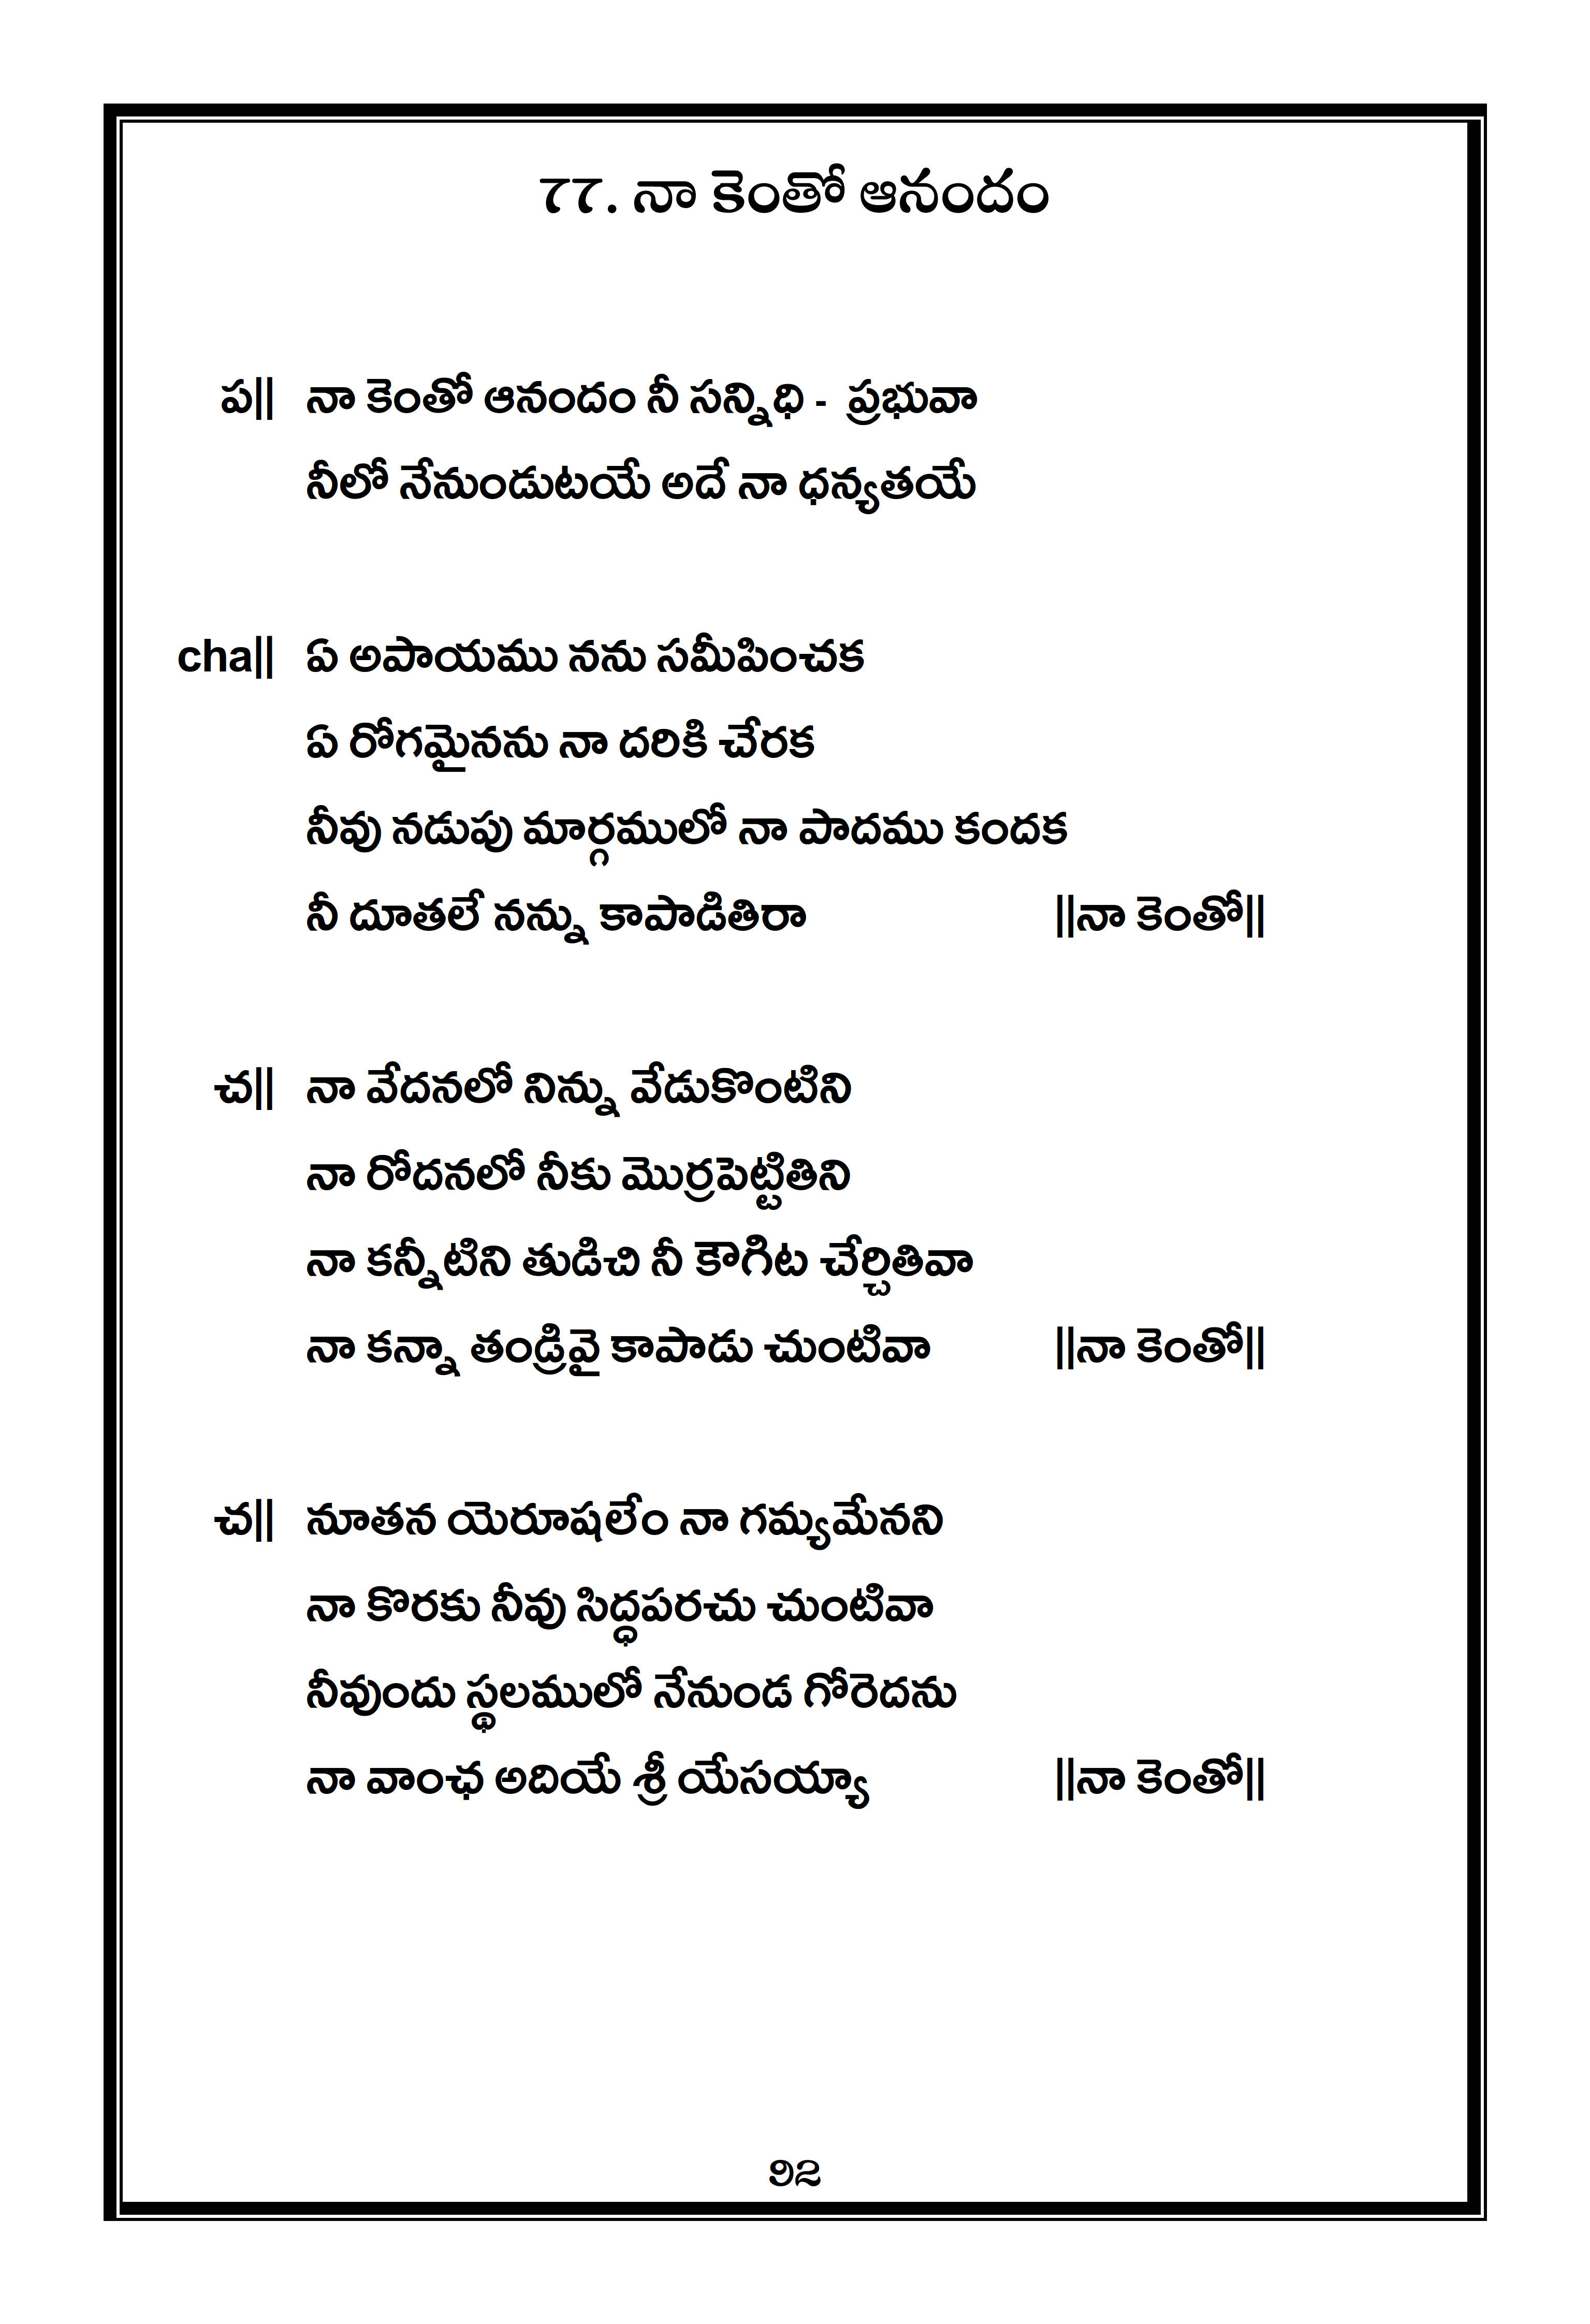 ౮౮. నా కెంతో ఆనందం
ప|| నా కెంతో ఆనందం నీ సన్నిధి - ప్రభువా
నీలో నేనుండుటయే అదే నా ధన్యతయే
cha|| ఏ అపాయము నను సమీపించక
ఏ రోగమైనను నా దరికి చేరక
నీవు నడుపు మార్గములో నా పాదము కందక
నీ దూతలే నన్ను కాపాడితిరా ||నా కెంతో||
చ|| నా వేదనలో నిన్ను వేడుకొంటిని
నా రోదనలో నీకు మొర్రపెట్టితిని
నా కన్నీటిని తుడిచి నీ కౌగిట చేర్చితివా
నా కన్నా తండ్రివై కాపాడు చుంటివా ||నా కెంతో||
చ|| నూతన యెరూషలేం నా గమ్యమేనని
నా కొరకు నీవు సిద్ధపరచు చుంటివా
నీవుందు స్థలములో నేనుండ గోరెదను
నా వాంఛ అదియే శ్రీ యేసయ్యా ||నా కెంతో||